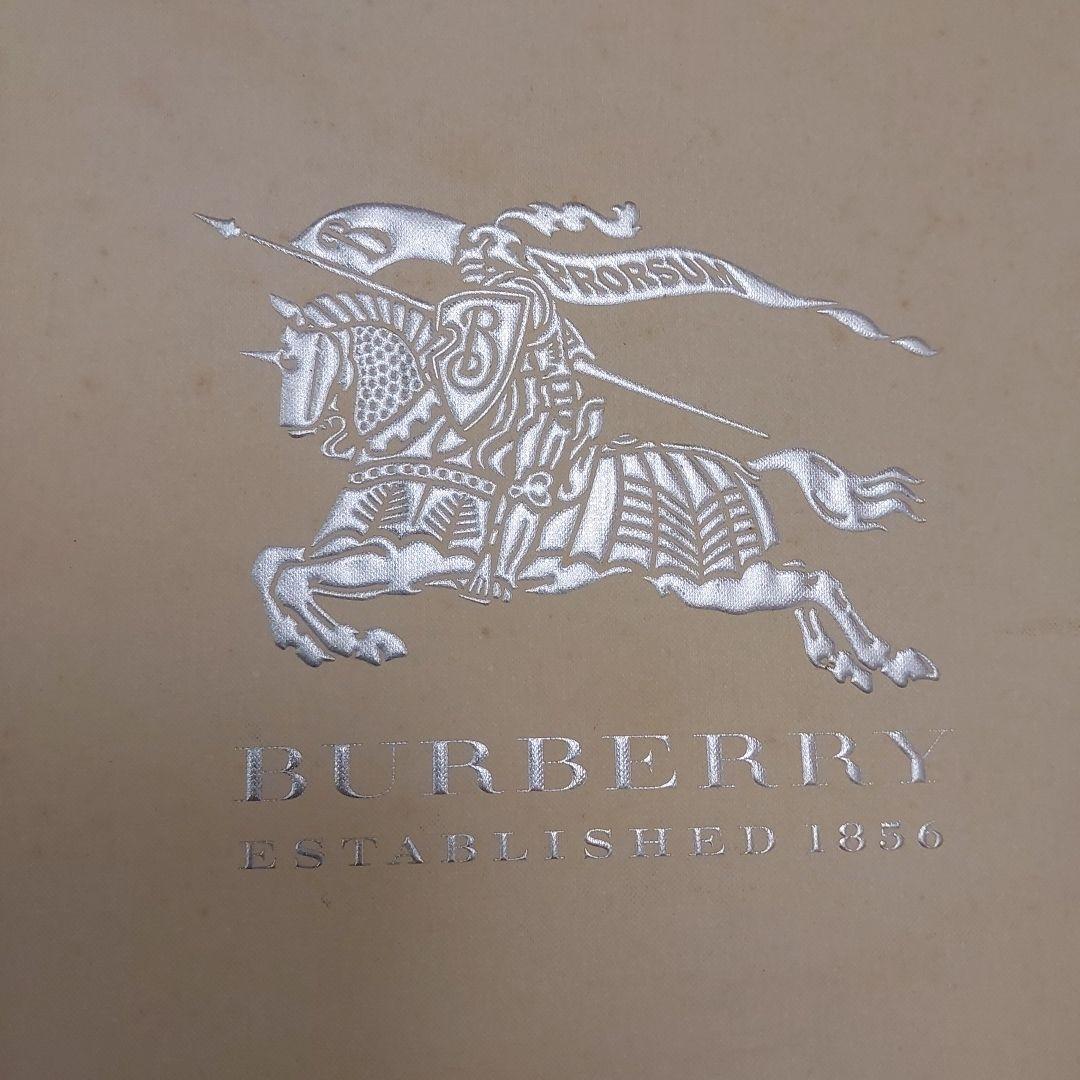 B
PRORSUM
B
BURBERRY
ESTABLISHED 1856